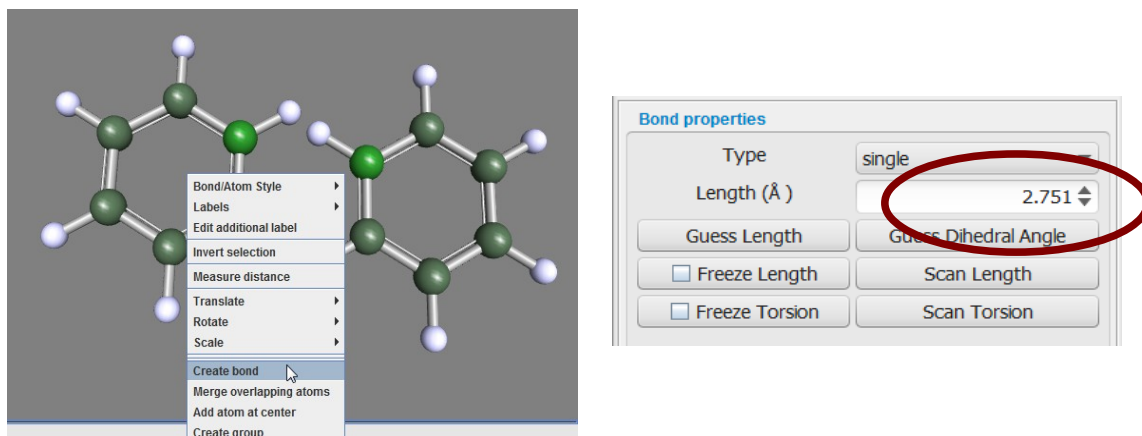 Bond/Atom Style
Labels
Edit additional label
Invert selection
Measure distance
Translate
Rotate
Scale
Create bond
Merge overlapping atoms
Add atom at center
Create group
Bond properties
Type single
Length (Å ) 2.751
Guess Length Guess Dihedral Angle
Freeze Length Scan Length
Freeze Torsion Scan Torsion